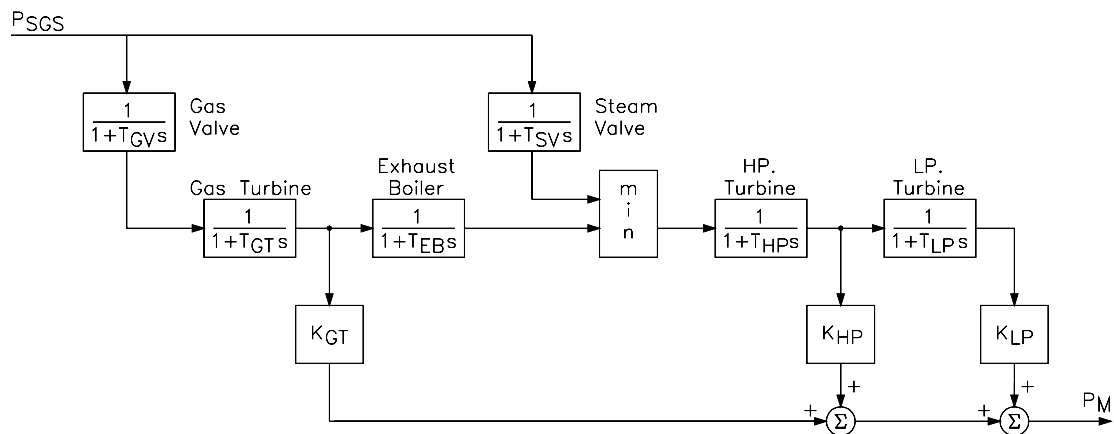 PSGS
1
1+TGVs
Gas
Valve
1
1+TSVs
Steam
Valve
Gas Turbine
1
1+TGTs
Exhaust
Boiler
1
1+TEBs
m
i
n
HP.
Turbine
1
1+THPs
LP.
Turbine
1
1+TLPs
KGT
KHP
KLP
+
+
Σ
+
+
Σ
PM